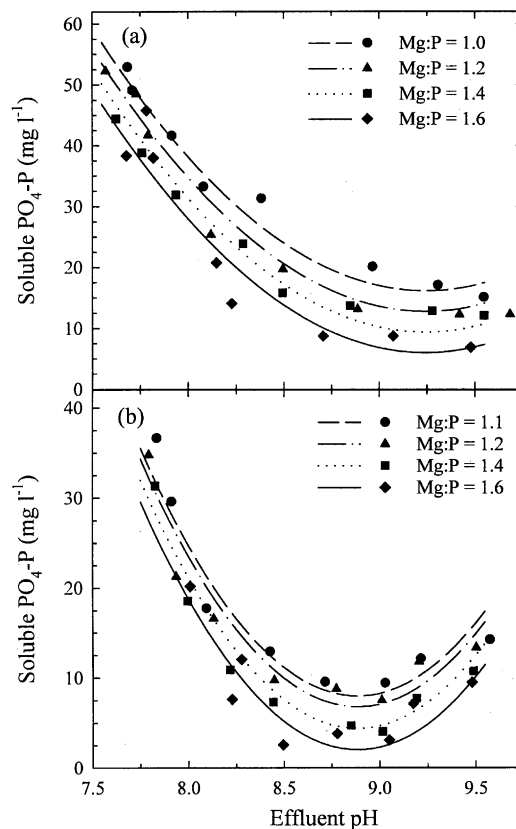 (a)
Mg:P = 1.0
Mg:P = 1.2
Mg:P = 1.4
Mg:P = 1.6
Soluble PO4-P (mg l-1)
60
50
40
30
20
10
0
(b)
Mg:P = 1.1
Mg:P = 1.2
Mg:P = 1.4
Mg:P = 1.6
Soluble PO4-P (mg l-1)
40
30
20
10
0
7.5 8.0 8.5 9.0 9.5
Effluent pH